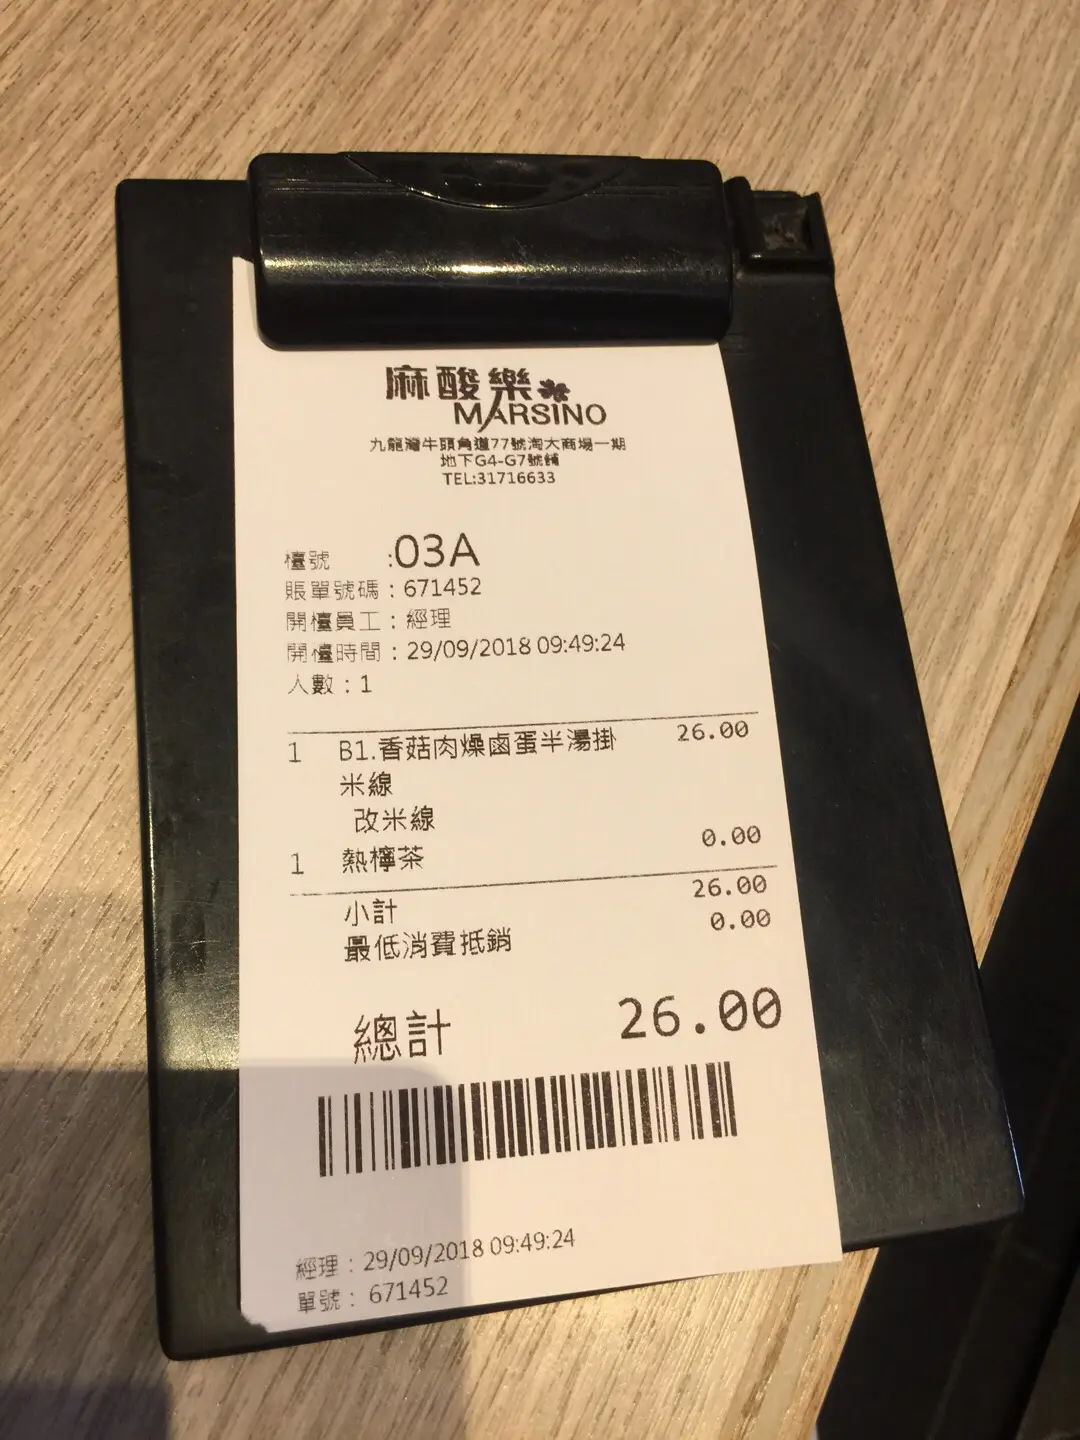 麻酸樂
MARSINO
九龍灣牛頭角道77號淘大商場一期
地下G4-G7號舖
TEL:31716633
檯號 :03A
賬單號碼：671452
開檯員工：經理
開檯時間：29/09/2018 09:49:24
人數：1
1 B1.香菇肉燥鹵蛋半湯掛 26.00
米線
改米線
1 熱檸茶 0.00
小計 26.00
最低消費抵銷 0.00
總計 26.00
經理：29/09/2018 09:49:24
單號：671452